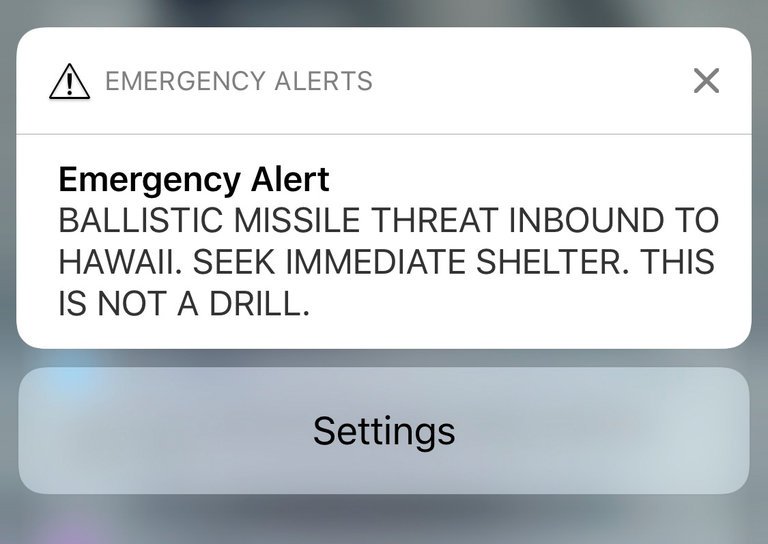 EMERGENCY ALERTS
Emergency Alert
BALLISTIC MISSILE THREAT INBOUND TO
HAWAII. SEEK IMMEDIATE SHELTER. THIS
IS NOT A DRILL.
Settings